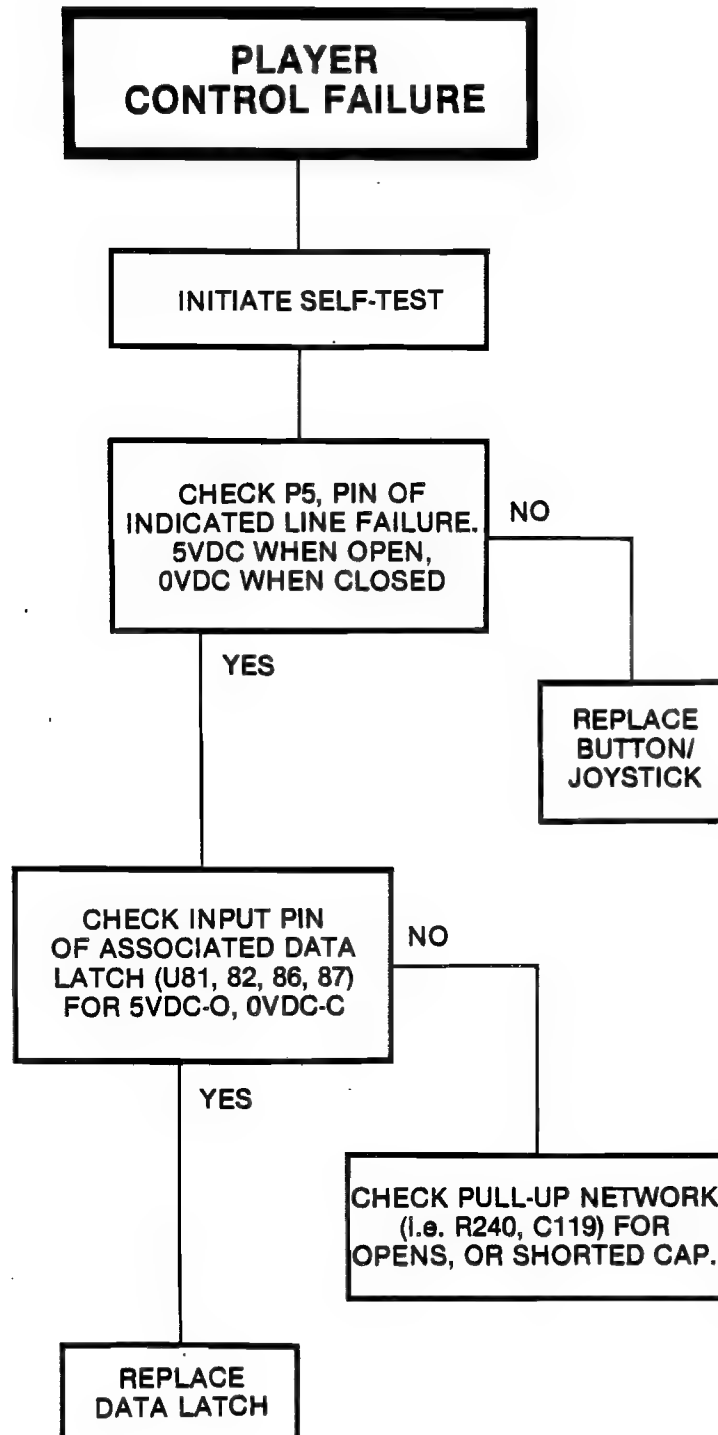 PLAYER
CONTROL FAILURE
INITIATE SELF-TEST
CHECK P5, PIN OF
INDICATED LINE FAILURE.
5VDC WHEN OPEN,
0VDC WHEN CLOSED
NO
YES
REPLACE
BUTTON/
JOYSTICK
CHECK INPUT PIN
OF ASSOCIATED DATA
LATCH (U81, 82, 86, 87)
FOR 5VDC-O, 0VDC-C
NO
YES
CHECK PULL-UP NETWORK
(i.e. R240, C119) FOR
OPENS, OR SHORTED CAP.
REPLACE
DATA LATCH